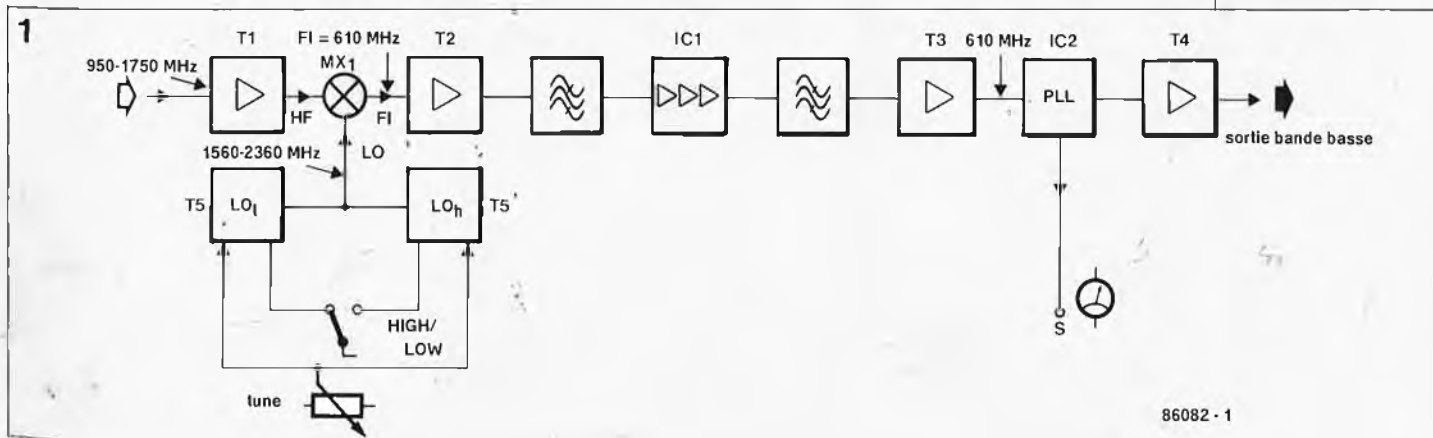 1
T1
FI = 610 MHz
T2
IC1
T3
610 MHz
IC2
T4
950-1750 MHz
MX1
PLL
HF
FI
sortie bande basse
1560-2360 MHz
LO
T5
LOl
LOh
T5'
HIGH/
LOW
S
tune
86082 - 1